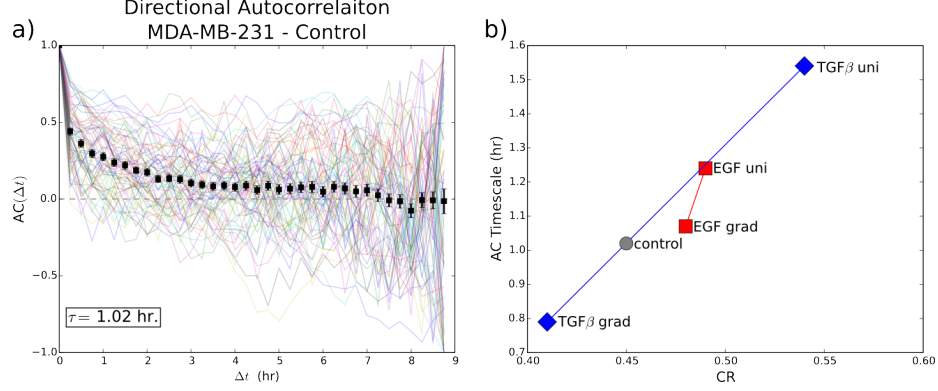 Directional Autocorrelaiton
MDA-MB-231 - Control
a)
AC(Δt)
1.0
0.5
0.0
−0.5
−1.0
τ = 1.02 hr.
0 1 2 3 4 5 6 7 8 9
Δt (hr)
b)
AC Timescale (hr)
1.6
1.5
1.4
1.3
1.2
1.1
1.0
0.9
0.8
0.7
TGFβ uni
EGF uni
EGF grad
control
TGFβ grad
0.40 0.45 0.50 0.55 0.60
CR